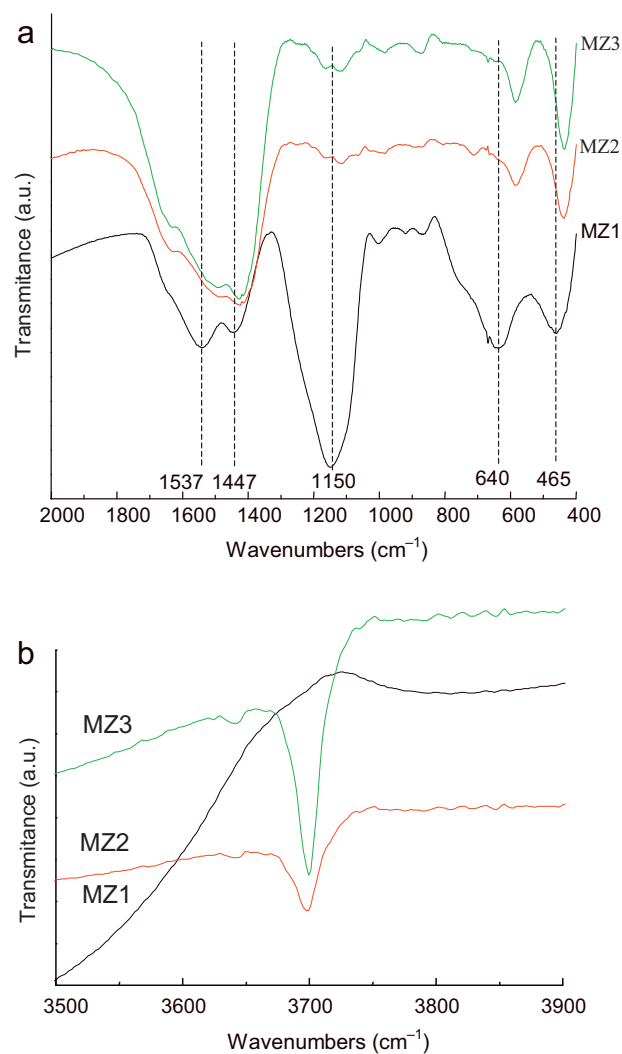 a
MZ3
MZ2
MZ1
Transmitance (a.u.)
1537 1447 1150 640 465
2000 1800 1600 1400 1200 1000 800 600 400
Wavenumbers (cm⁻¹)
b
MZ3
MZ2
MZ1
Transmitance (a.u.)
3500 3600 3700 3800 3900
Wavenumbers (cm⁻¹)